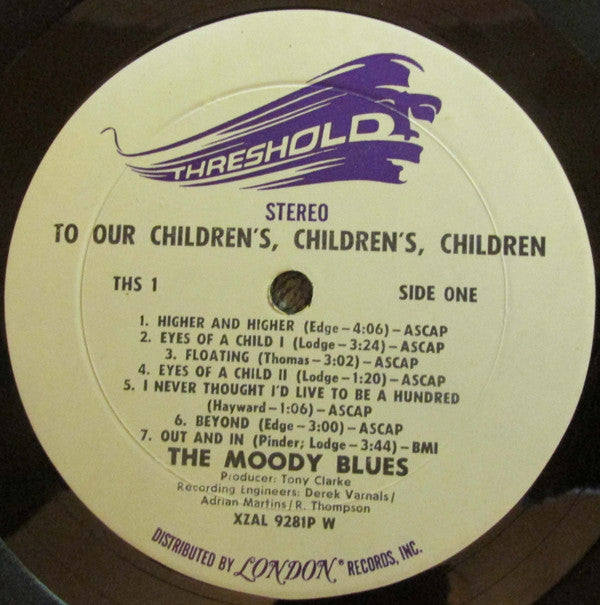 THRESHOLD
STEREO
TO OUR CHILDREN'S, CHILDREN'S, CHILDREN
THS 1
SIDE ONE
1. HIGHER AND HIGHER (Edge–4:06)–ASCAP
2. EYES OF A CHILD I (Lodge–3:24)–ASCAP
3. FLOATING (Thomas–3:02)–ASCAP
4. EYES OF A CHILD II (Lodge–1:20)–ASCAP
5. I NEVER THOUGHT I'D LIVE TO BE A HUNDRED
(Hayward–1:06)–ASCAP
6. BEYOND (Edge–3:00)–ASCAP
7. OUT AND IN (Pinder; Lodge–3:44)–BMI
THE MOODY BLUES
Producer: Tony Clarke
Recording Engineers: Derek Varnals/
Adrian Martins/R. Thompson
XZAL 9281P W
DISTRIBUTED BY LONDON® RECORDS, INC.